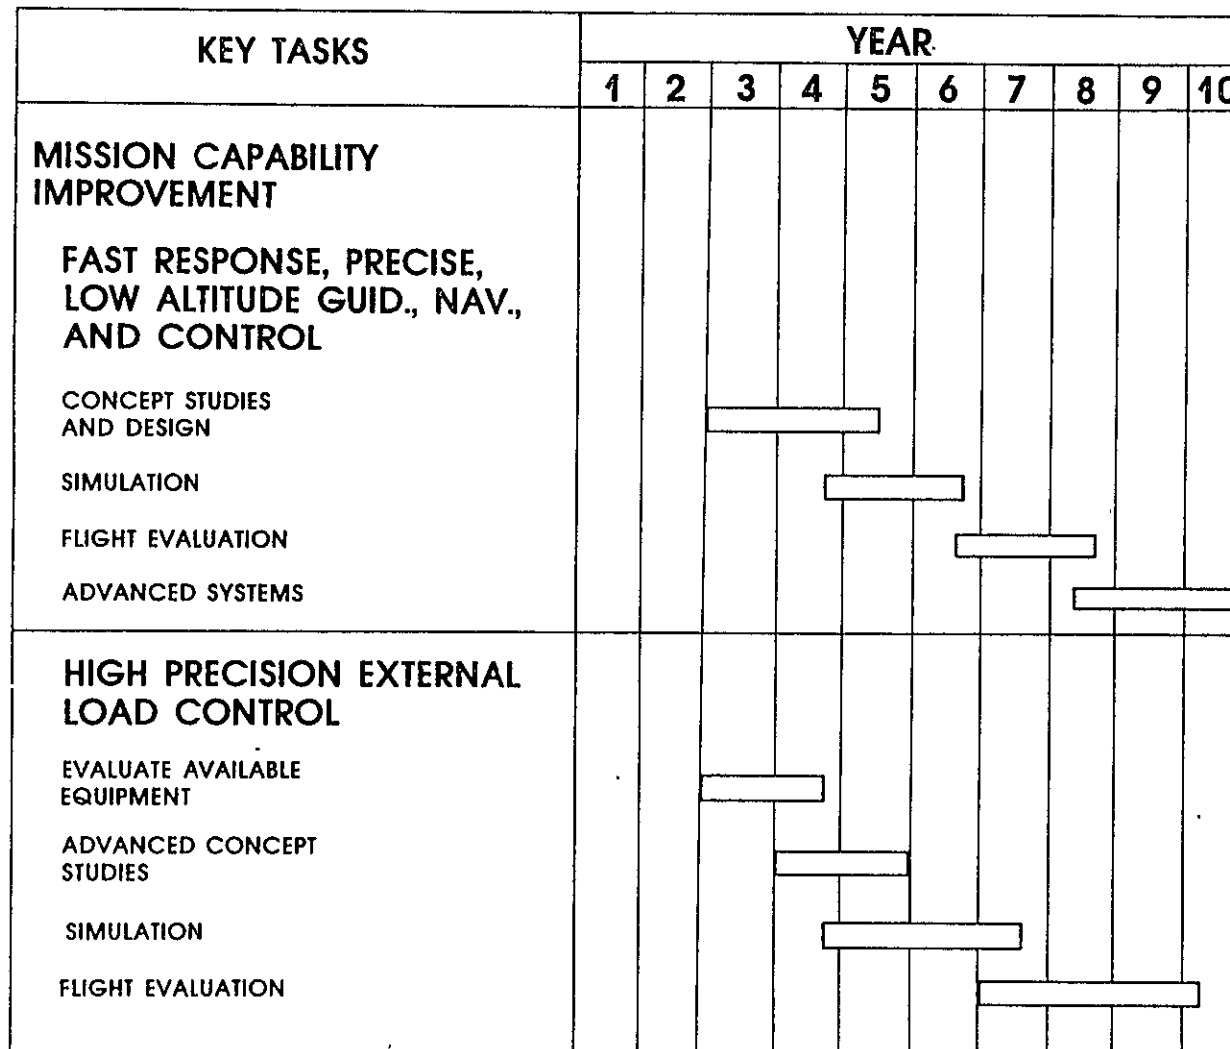 KEY TASKS
YEAR
1 2 3 4 5 6 7 8 9 10
MISSION CAPABILITY
IMPROVEMENT
FAST RESPONSE, PRECISE,
LOW ALTITUDE GUID., NAV.,
AND CONTROL
CONCEPT STUDIES
AND DESIGN
SIMULATION
FLIGHT EVALUATION
ADVANCED SYSTEMS
HIGH PRECISION EXTERNAL
LOAD CONTROL
EVALUATE AVAILABLE
EQUIPMENT
ADVANCED CONCEPT
STUDIES
SIMULATION
FLIGHT EVALUATION